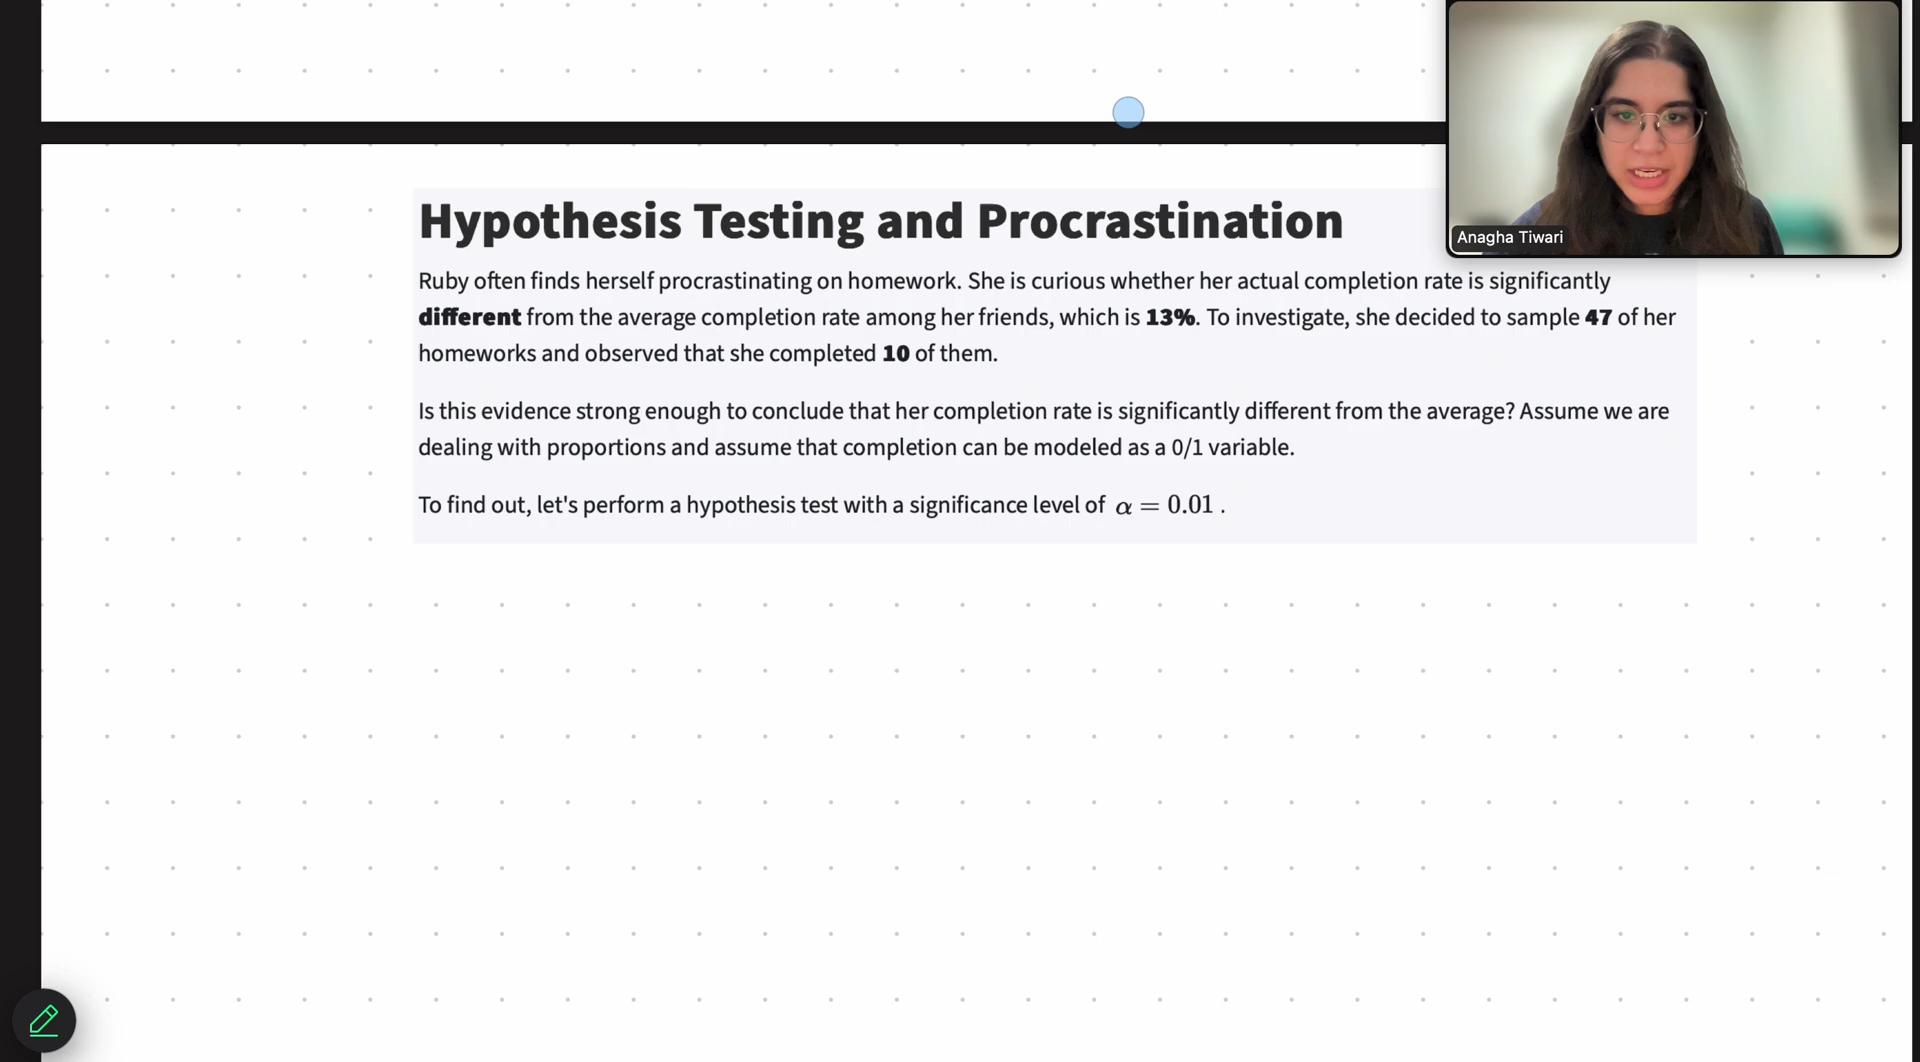 Hypothesis Testing and Procrastination
Anagha Tiwari
Ruby often finds herself procrastinating on homework. She is curious whether her actual completion rate is significantly
different from the average completion rate among her friends, which is 13%. To investigate, she decided to sample 47 of her
homeworks and observed that she completed 10 of them.
Is this evidence strong enough to conclude that her completion rate is significantly different from the average? Assume we are
dealing with proportions and assume that completion can be modeled as a 0/1 variable.
To find out, let's perform a hypothesis test with a significance level of α = 0.01 .